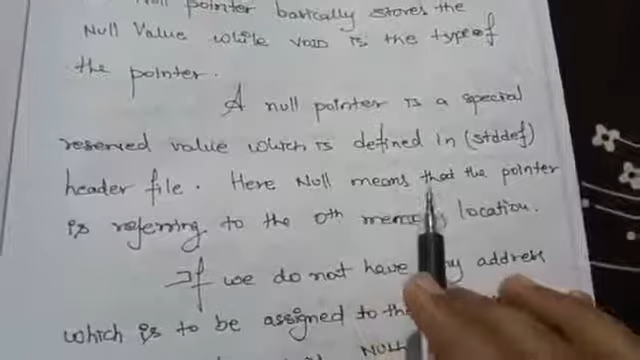 Null pointer basically stores the
Null Value while void is the type of
the pointer.
A null pointer is a special
reserved value which is defined in (stddef)
header file. Here Null means that the pointer
is referring to the 0th location.
If we do not have address
which is to be assigned to the
NULL